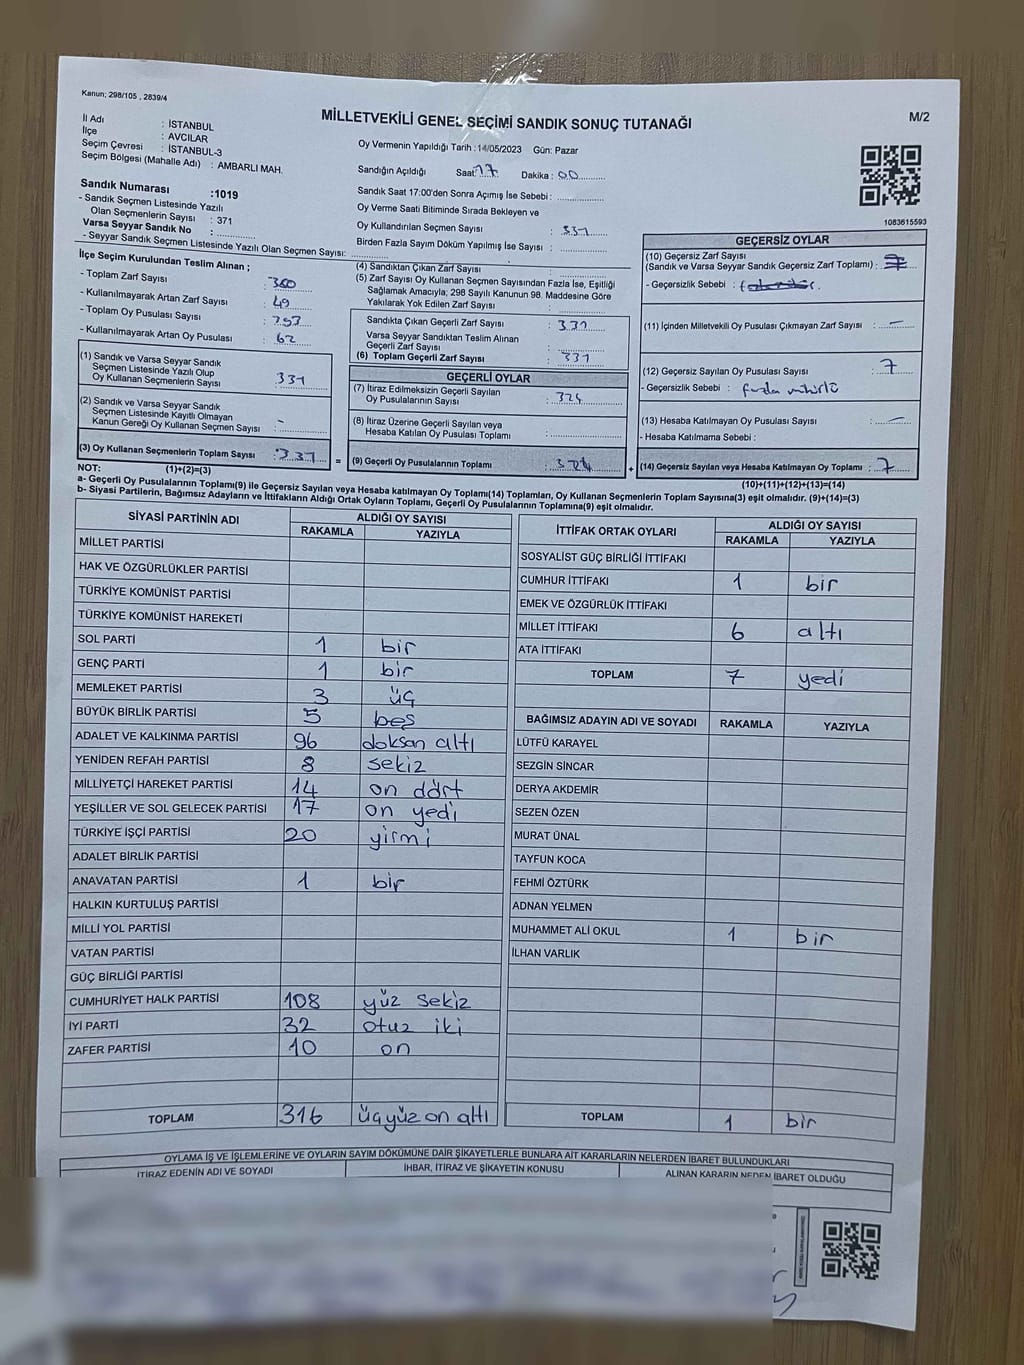 Kanun; 298/105 , 2839/4
MİLLETVEKİLİ GENEL SEÇİMİ SANDIK SONUÇ TUTANAĞI
M/2
İl Adı : İSTANBUL
İlçe : AVCILAR
Seçim Çevresi : İSTANBUL-3
Seçim Bölgesi (Mahalle Adı) : AMBARLI MAH.
Sandık Numarası :1019
- Sandık Seçmen Listesinde Yazılı
Olan Seçmenlerin Sayısı : 371
Varsa Seyyar Sandık No :
- Seyyar Sandık Seçmen Listesinde Yazılı Olan Seçmen Sayısı:
Oy Vermenin Yapıldığı Tarih :14/05/2023 Gün: Pazar
Sandığın Açıldığı Saat: 17 Dakika : 00
Sandık Saat 17:00'den Sonra Açımış İse Sebebi :
Oy Verme Saati Bitiminde Sırada Bekleyen ve
Oy Kullandırılan Seçmen Sayısı : 331
Birden Fazla Sayım Döküm Yapılmış İse Sayısı :
1083615593
İlçe Seçim Kurulundan Teslim Alınan ;
- Toplam Zarf Sayısı : 380
- Kullanılmayarak Artan Zarf Sayısı : 49
- Toplam Oy Pusulası Sayısı : 393
- Kullanılmayarak Artan Oy Pusulası : 62
(1) Sandık ve Varsa Seyyar Sandık
Seçmen Listesinde Yazılı Olup
Oy Kullanan Seçmenlerin Sayısı : 331
(2) Sandık ve Varsa Seyyar Sandık
Seçmen Listesinde Kayıtlı Olmayan
Kanun Gereği Oy Kullanan Seçmen Sayısı : -
(3) Oy Kullanan Seçmenlerin Toplam Sayısı : 331
(4) Sandıktan Çıkan Zarf Sayısı :
(5) Zarf Sayısı Oy Kullanan Seçmen Sayısından Fazla İse, Eşitliği
Sağlamak Amacıyla; 298 Sayılı Kanunun 98. Maddesine Göre
Yakılarak Yok Edilen Zarf Sayısı :
Sandıkta Çıkan Geçerli Zarf Sayısı : 331
Varsa Seyyar Sandıktan Teslim Alınan
Geçerli Zarf Sayısı :
(6) Toplam Geçerli Zarf Sayısı : 331
GEÇERLİ OYLAR
(7) İtiraz Edilmeksizin Geçerli Sayılan
Oy Pusulalarının Sayısı : 324
(8) İtiraz Üzerine Geçerli Sayılan veya
Hesaba Katılan Oy Pusulası Toplamı :
= (9) Geçerli Oy Pusulalarının Toplamı : 324
GEÇERSİZ OYLAR
(10) Geçersiz Zarf Sayısı
(Sandık ve Varsa Seyyar Sandık Geçersiz Zarf Toplamı) :
- Geçersizlik Sebebi :
(11) İçinden Milletvekili Oy Pusulası Çıkmayan Zarf Sayısı : -
(12) Geçersiz Sayılan Oy Pusulası Sayısı : 7
- Geçersizlik Sebebi : fazla mühürlü
(13) Hesaba Katılmayan Oy Pusulası Sayısı : -
- Hesaba Katılmama Sebebi :
+ (14) Geçersiz Sayılan veya Hesaba Katılmayan Oy Toplamı : 7
NOT: (1)+(2)=(3)
(10)+(11)+(12)+(13)=(14)
a- Geçerli Oy Pusulalarının Toplamı(9) ile Geçersiz Sayılan veya Hesaba katılmayan Oy Toplamı(14) Toplamları, Oy Kullanan Seçmenlerin Toplam Sayısına(3) eşit olmalıdır. (9)+(14)=(3)
b- Siyasi Partilerin, Bağımsız Adayların ve İttifakların Aldığı Ortak Oyların Toplamı, Geçerli Oy Pusulalarının Toplamına(9) eşit olmalıdır.
SİYASİ PARTİNİN ADI ALDIĞI OY SAYISI
RAKAMLA YAZIYLA
MİLLET PARTİSİ
HAK VE ÖZGÜRLÜKLER PARTİSİ
TÜRKİYE KOMÜNİST PARTİSİ
TÜRKİYE KOMÜNİST HAREKETİ
SOL PARTİ 1 bir
GENÇ PARTİ 1 bir
MEMLEKET PARTİSİ 3 üç
BÜYÜK BİRLİK PARTİSİ 5 beş
ADALET VE KALKINMA PARTİSİ 96 doksan altı
YENİDEN REFAH PARTİSİ 8 sekiz
MİLLİYETÇİ HAREKET PARTİSİ 14 on dört
YEŞİLLER VE SOL GELECEK PARTİSİ 17 on yedi
TÜRKİYE İŞÇİ PARTİSİ 20 yirmi
ADALET BİRLİK PARTİSİ
ANAVATAN PARTİSİ 1 bir
HALKIN KURTULUŞ PARTİSİ
MİLLİ YOL PARTİSİ
VATAN PARTİSİ
GÜÇ BİRLİĞİ PARTİSİ
CUMHURİYET HALK PARTİSİ 108 yüz sekiz
İYİ PARTİ 32 otuz iki
ZAFER PARTİSİ 10 on
TOPLAM 316 üçyüz on altı
İTTİFAK ORTAK OYLARI ALDIĞI OY SAYISI
RAKAMLA YAZIYLA
SOSYALİST GÜÇ BİRLİĞİ İTTİFAKI
CUMHUR İTTİFAKI 1 bir
EMEK VE ÖZGÜRLÜK İTTİFAKI
MİLLET İTTİFAKI 6 altı
ATA İTTİFAKI
TOPLAM 7 yedi
BAĞIMSIZ ADAYIN ADI VE SOYADI RAKAMLA YAZIYLA
LÜTFÜ KARAYEL
SEZGİN SİNCAR
DERYA AKDEMİR
SEZEN ÖZEN
MURAT ÜNAL
TAYFUN KOCA
FEHMİ ÖZTÜRK
ADNAN YELMEN
MUHAMMET ALİ OKUL 1 bir
İLHAN VARLIK
TOPLAM 1 bir
OYLAMA İŞ VE İŞLEMLERİNE VE OYLARIN SAYIM DÖKÜMÜNE DAİR ŞİKAYETLERLE BUNLARA AİT KARARLARIN NELERDEN İBARET BULUNDUKLARI
İTİRAZ EDENİN ADI VE SOYADI İHBAR, İTİRAZ VE ŞİKAYETİN KONUSU ALINAN KARARIN NEDEN İBARET OLDUĞU